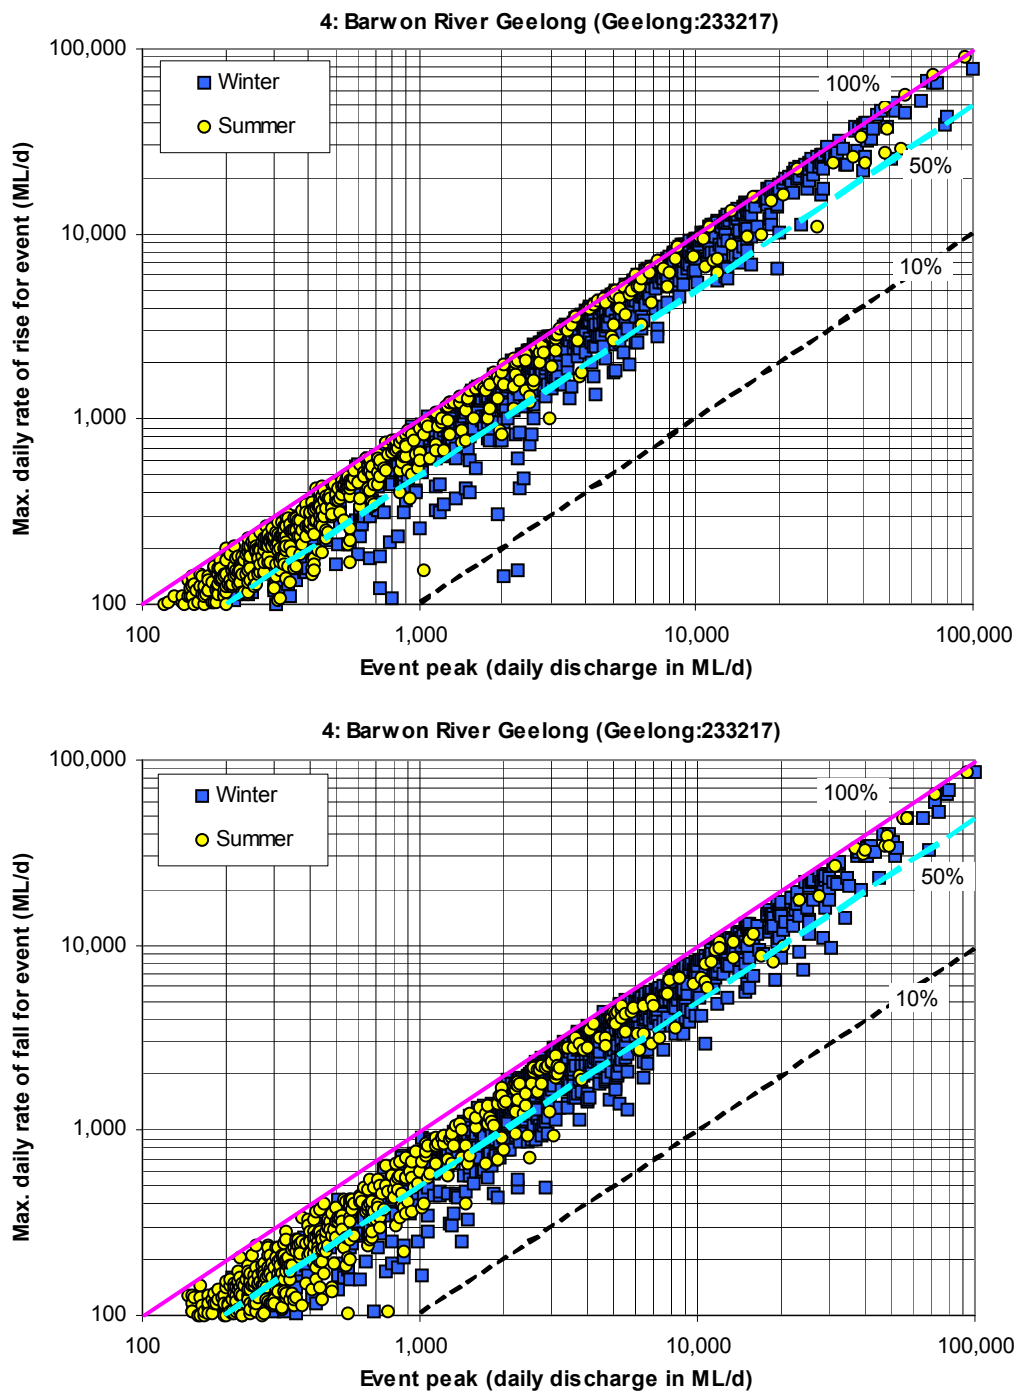 4: Barwon River Geelong (Geelong:233217)
100,000
Winter
Summer
100%
50%
10,000
10%
1,000
100
Max. daily rate of rise for event (ML/d)
100 1,000 10,000 100,000
Event peak (daily discharge in ML/d)
4: Barwon River Geelong (Geelong:233217)
100,000
Winter
Summer
100%
50%
10,000
10%
1,000
100
Max. daily rate of fall for event (ML/d)
100 1,000 10,000 100,000
Event peak (daily discharge in ML/d)